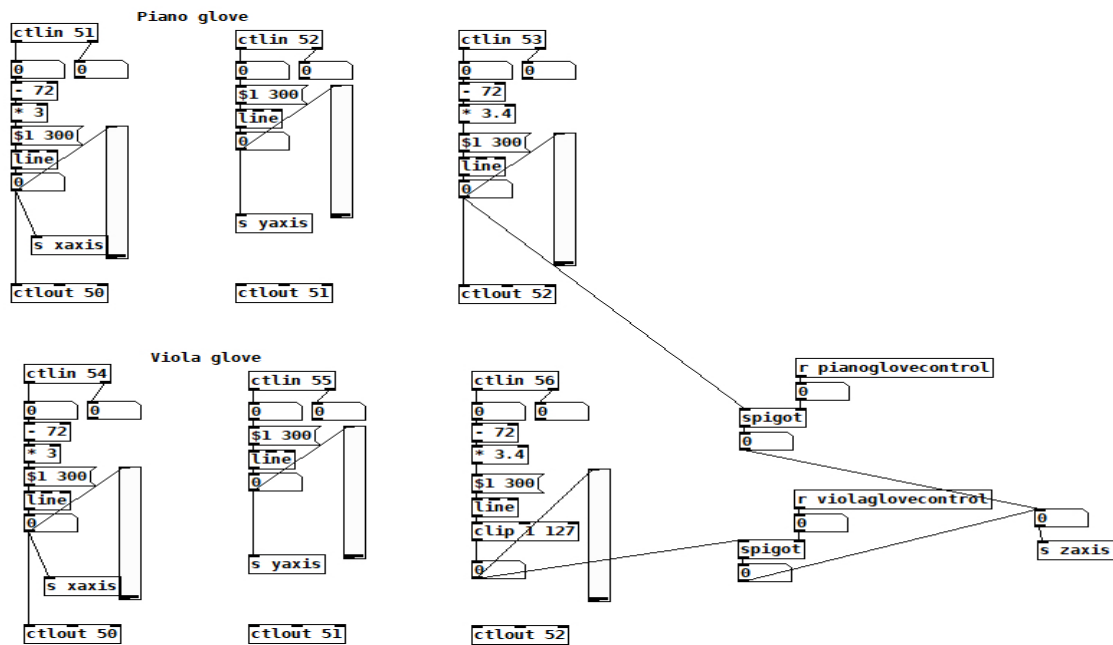 Piano glove
ctlin 51
ctlin 52
ctlin 53
0
0
0
0
0
0
- 72
$1 300
- 72
* 3
line
* 3.4
$1 300
0
$1 300
line
line
0
0
s yaxis
s xaxis
ctlout 50
ctlout 51
ctlout 52
Viola glove
r pianoglovecontrol
ctlin 54
ctlin 55
ctlin 56
0
0
0
0
0
0
0
spigot
- 72
$1 300
- 72
0
* 3
line
* 3.4
$1 300
0
$1 300
line
line
r violaglovecontrol
0
clip 1 127
0
0
spigot
s zaxis
s yaxis
0
0
s xaxis
ctlout 50
ctlout 51
ctlout 52